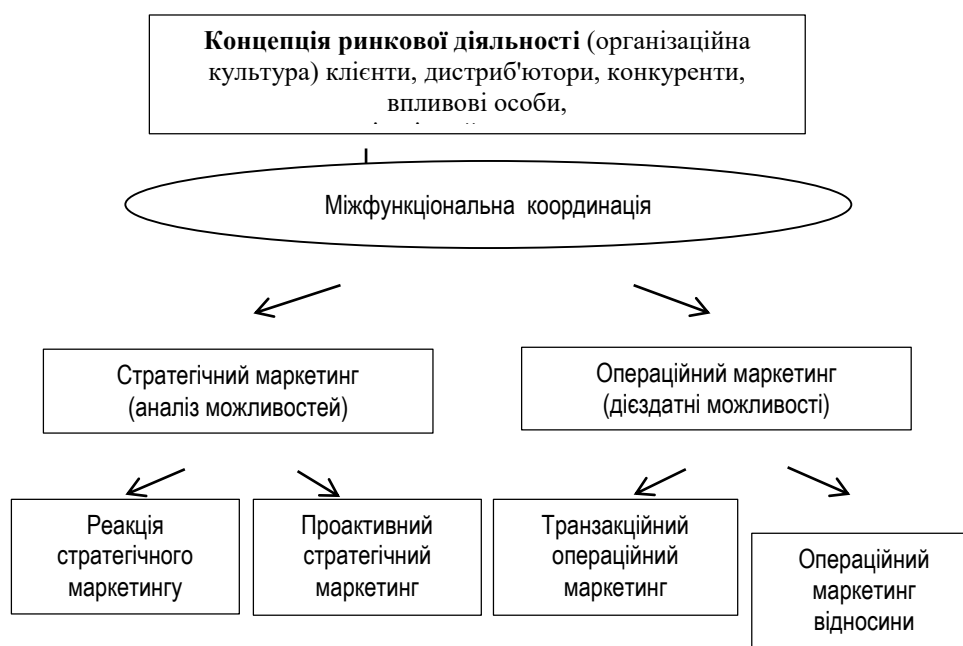 Концепція ринкової діяльності (організаційна
культура) клієнти, дистриб'ютори, конкуренти,
впливові особи,
Міжфункціональна координація
Стратегічний маркетинг
(аналіз можливостей)
Операційний маркетинг
(дієздатні можливості)
Реакція
стратегічного
маркетингу
Проактивний
стратегічний
маркетинг
Транзакційний
операційний
маркетинг
Операційний
маркетинг
відносини